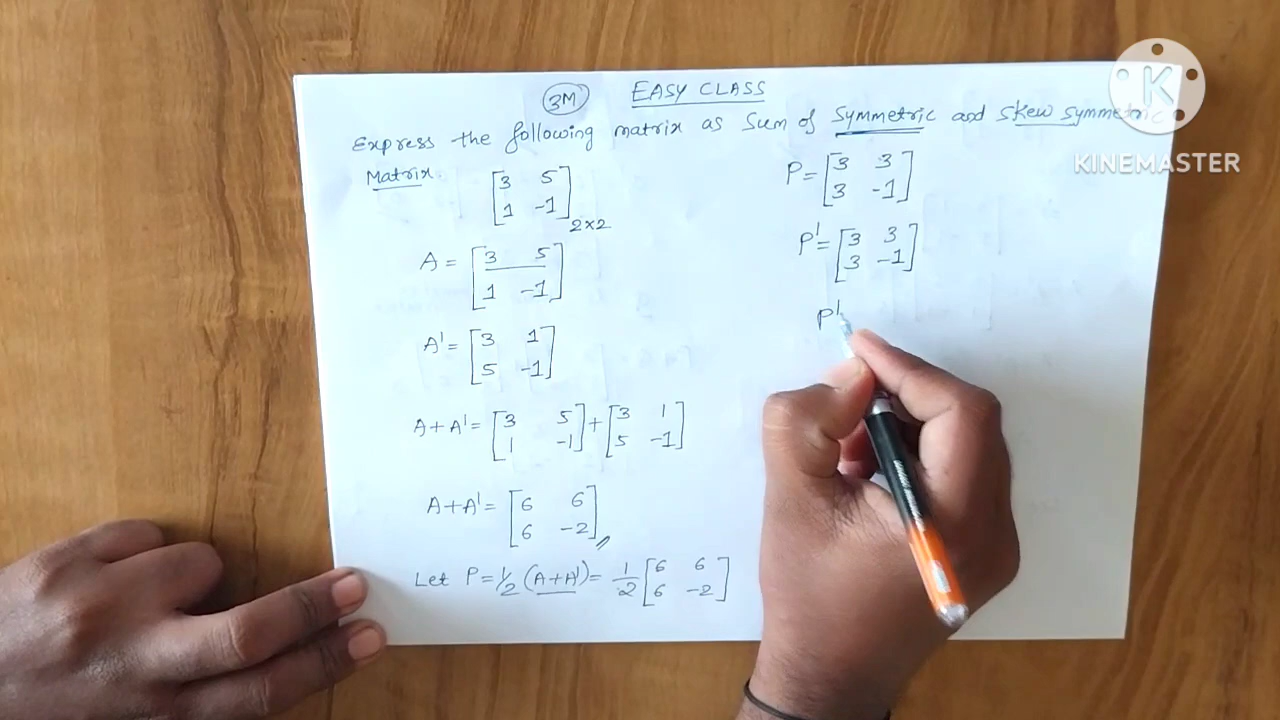 3M EASY CLASS
Express the following matrix as sum of symmetric and skew symmetric
Matrix.
[3 5
1 -1] 2×2
A = [3 5
1 -1]
A' = [3 1
5 -1]
A+A' = [3 5 1 -1] + [3 1 5 -1]
A+A' = [6 6
6 -2]
Let P = 1/2 (A+A') = 1/2 [6 6
6 -2]
P = [3 3
3 -1]
P' = [3 3
3 -1]
P'
K
KINEMASTER